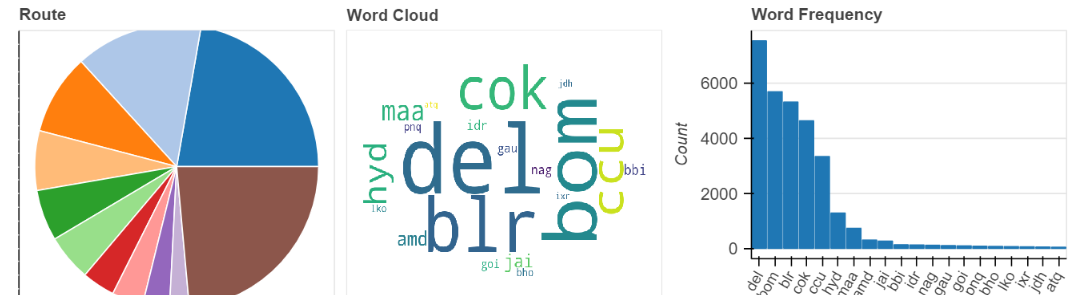 Route
Word Cloud
Word Frequency
cok
jdh
maa
atq
pnq
idr
bom
ccu
del
gau
hyd
nag
bbi
ixr
lko
blr
amd
goi
jai
bho
Count
6000
4000
2000
0
del
bom
blr
cok
ccu
hyd
maa
amd
jai
bbi
idr
nag
gau
goi
pnq
bho
lko
ixr
jdh
atq